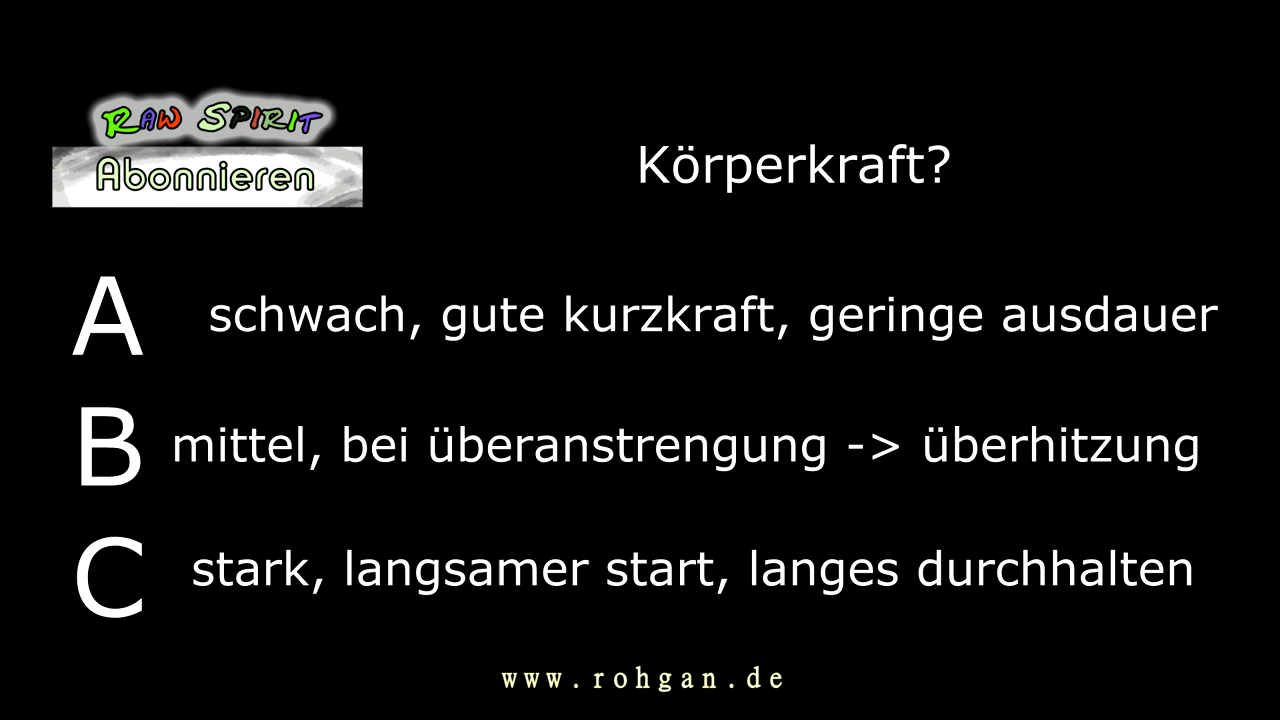 Raw Spirit
Abonnieren
Körperkraft?
A schwach, gute kurzkraft, geringe ausdauer
B mittel, bei überanstrengung -> überhitzung
C stark, langsamer start, langes durchhalten
www.rohgan.de